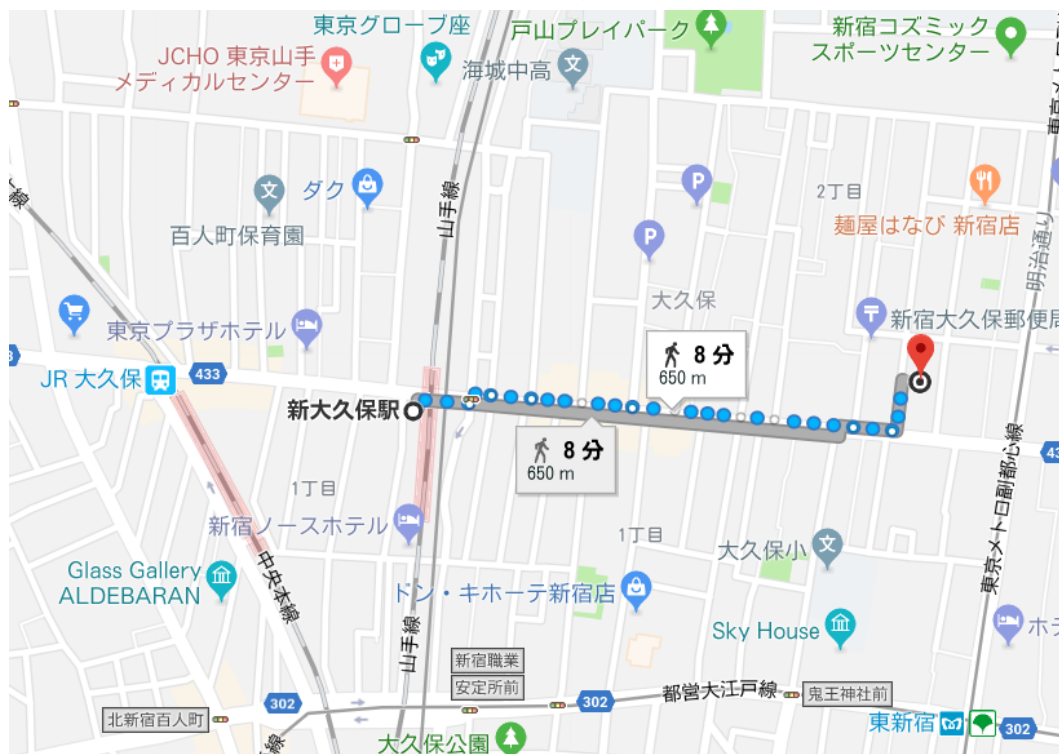 東京グローブ座
戸山プレイパーク
新宿コズミック
スポーツセンター
JCHO 東京山手
メディカルセンター
海城中高
山手線
ダク
百人町保育園
2丁目
麺屋はなび 新宿店
明治通り
大久保
新宿大久保郵便局
東京プラザホテル
JR 大久保
433
新大久保駅
8 分
650 m
8 分
650 m
1丁目
新宿ノースホテル
1丁目
大久保小
東京メトロ副都心線
Glass Gallery
ALDEBARAN
中央本線
ドン・キホーテ新宿店
Sky House
山手線
新宿職業
安定所前
都営大江戸線
鬼王神社前
302
302
302
北新宿百人町
東新宿
大久保公園